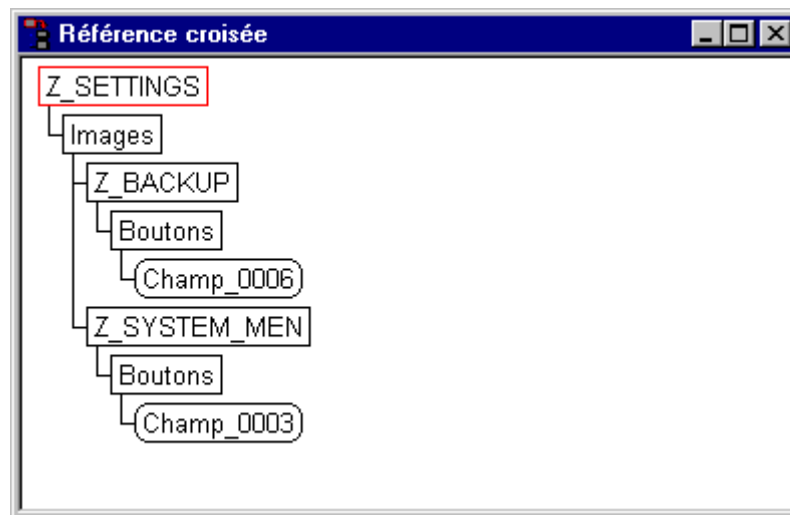 Référence croisée
Z_SETTINGS
Images
Z_BACKUP
Boutons
Champ_0006
Z_SYSTEM_MEN
Boutons
Champ_0003